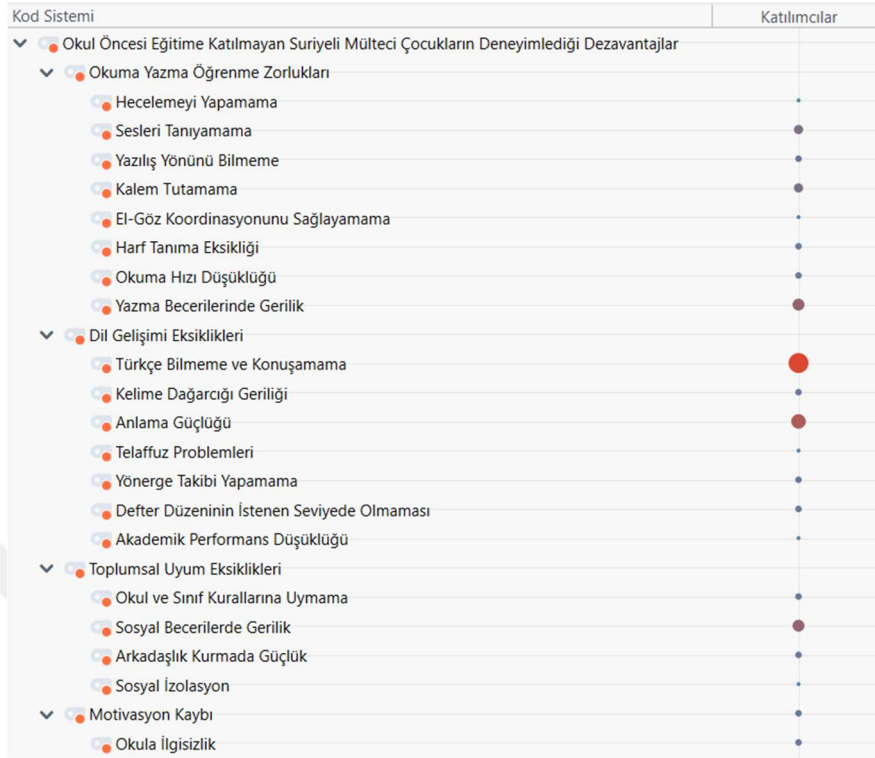 Kod Sistemi Katılımcılar
Okul Öncesi Eğitime Katılmayan Suriyeli Mülteci Çocukların Deneyimlediği Dezavantajlar
Okuma Yazma Öğrenme Zorlukları
Hecelemeyi Yapamama
Sesleri Tanıyamama
Yazılış Yönünü Bilmeme
Kalem Tutamama
El-Göz Koordinasyonunu Sağlayamama
Harf Tanıma Eksikliği
Okuma Hızı Düşüklüğü
Yazma Becerilerinde Gerilik
Dil Gelişimi Eksiklikleri
Türkçe Bilmeme ve Konuşamama
Kelime Dağarcığı Geriliği
Anlama Güçlüğü
Telaffuz Problemleri
Yönerge Takibi Yapamama
Defter Düzeninin İstenen Seviyede Olmaması
Akademik Performans Düşüklüğü
Toplumsal Uyum Eksiklikleri
Okul ve Sınıf Kurallarına Uymama
Sosyal Becerilerde Gerilik
Arkadaşlık Kurmada Güçlük
Sosyal İzolasyon
Motivasyon Kaybı
Okula İlgisizlik